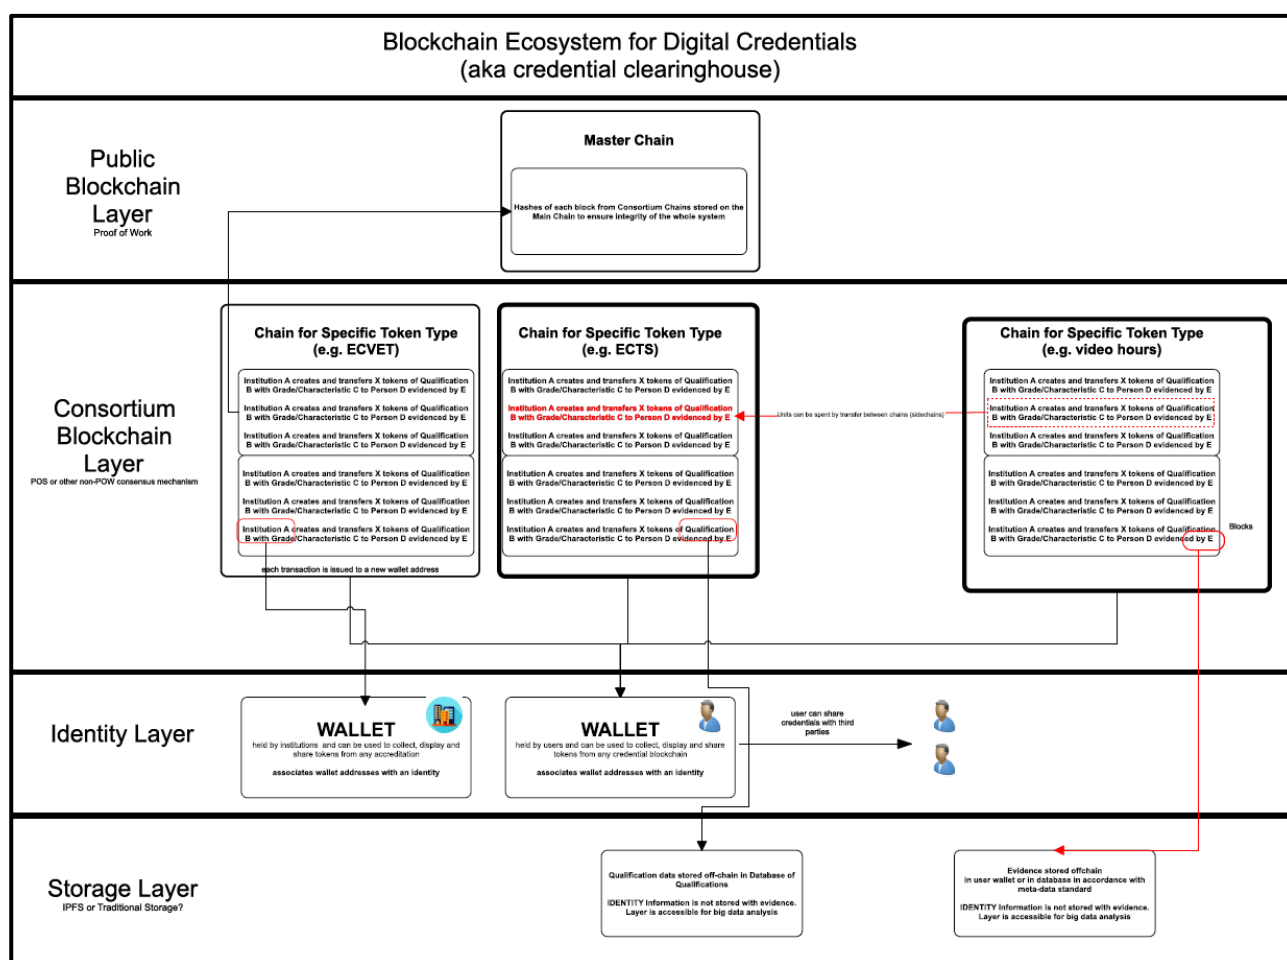 Blockchain Ecosystem for Digital Credentials
(aka credential clearinghouse)
Public
Blockchain
Layer
Proof of Work
Master Chain
Hashes of each block from Consortium Chains stored on the
Main Chain to ensure integrity of the whole system
Consortium
Blockchain
Layer
POS or other non-POW consensus mechanism
Chain for Specific Token Type
(e.g. ECVET)
Institution A creates and transfers X tokens of Qualification
B with Grade/Characteristic C to Person D evidenced by E
Institution A creates and transfers X tokens of Qualification
B with Grade/Characteristic C to Person D evidenced by E
Institution A creates and transfers X tokens of Qualification
B with Grade/Characteristic C to Person D evidenced by E
Institution A creates and transfers X tokens of Qualification
B with Grade/Characteristic C to Person D evidenced by E
Institution A creates and transfers X tokens of Qualification
B with Grade/Characteristic C to Person D evidenced by E
Institution A creates and transfers X tokens of Qualification
B with Grade/Characteristic C to Person D evidenced by E
each transaction is issued to a new wallet address
Chain for Specific Token Type
(e.g. ECTS)
Institution A creates and transfers X tokens of Qualification
B with Grade/Characteristic C to Person D evidenced by E
Institution A creates and transfers X tokens of Qualification
B with Grade/Characteristic C to Person D evidenced by E
Institution A creates and transfers X tokens of Qualification
B with Grade/Characteristic C to Person D evidenced by E
Institution A creates and transfers X tokens of Qualification
B with Grade/Characteristic C to Person D evidenced by E
Institution A creates and transfers X tokens of Qualification
B with Grade/Characteristic C to Person D evidenced by E
Institution A creates and transfers X tokens of Qualification
B with Grade/Characteristic C to Person D evidenced by E
Units can be spent by transfer between chains (sidechains)
Chain for Specific Token Type
(e.g. video hours)
Institution A creates and transfers X tokens of Qualification
B with Grade/Characteristic C to Person D evidenced by E
Institution A creates and transfers X tokens of Qualification
B with Grade/Characteristic C to Person D evidenced by E
Institution A creates and transfers X tokens of Qualification
B with Grade/Characteristic C to Person D evidenced by E
Institution A creates and transfers X tokens of Qualification
B with Grade/Characteristic C to Person D evidenced by E
Institution A creates and transfers X tokens of Qualification
B with Grade/Characteristic C to Person D evidenced by E
Institution A creates and transfers X tokens of Qualification
B with Grade/Characteristic C to Person D evidenced by E
Blocks
Identity Layer
WALLET
held by institutions and can be used to collect, display and
share tokens from any accreditation
associates wallet addresses with an identity
WALLET
held by users and can be used to collect, display and share
tokens from any credential blockchain
associates wallet addresses with an identity
user can share
credentials with third
parties
Storage Layer
IPFS or Traditional Storage?
Qualification data stored off-chain in Database of
Qualifications
IDENTITY Information is not stored with evidence.
Layer is accessible for big data analysis
Evidence stored offchain
in user wallet or in database in accordance with
meta-data standard
IDENTITY Information is not stored with evidence.
Layer is accessible for big data analysis